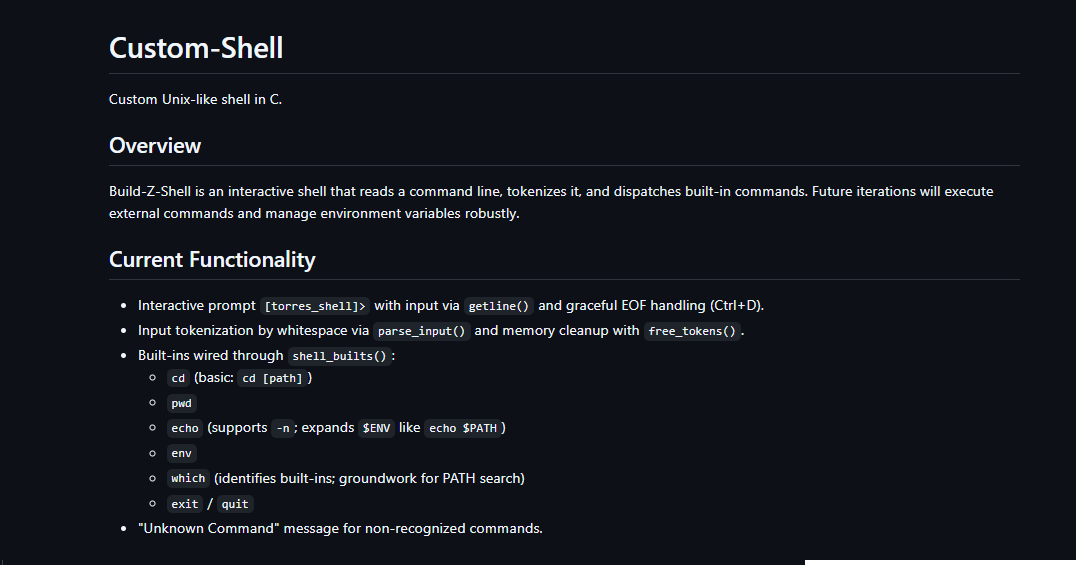 Custom-Shell
Custom Unix-like shell in C.
Overview
Build-Z-Shell is an interactive shell that reads a command line, tokenizes it, and dispatches built-in commands. Future iterations will execute
external commands and manage environment variables robustly.
Current Functionality
Interactive prompt [torres_shell]> with input via getline() and graceful EOF handling (Ctrl+D).
Input tokenization by whitespace via parse_input() and memory cleanup with free_tokens().
Built-ins wired through shell_builts():
cd (basic: cd [path])
pwd
echo (supports -n; expands $ENV like echo $PATH)
env
which (identifies built-ins; groundwork for PATH search)
exit / quit
"Unknown Command" message for non-recognized commands.